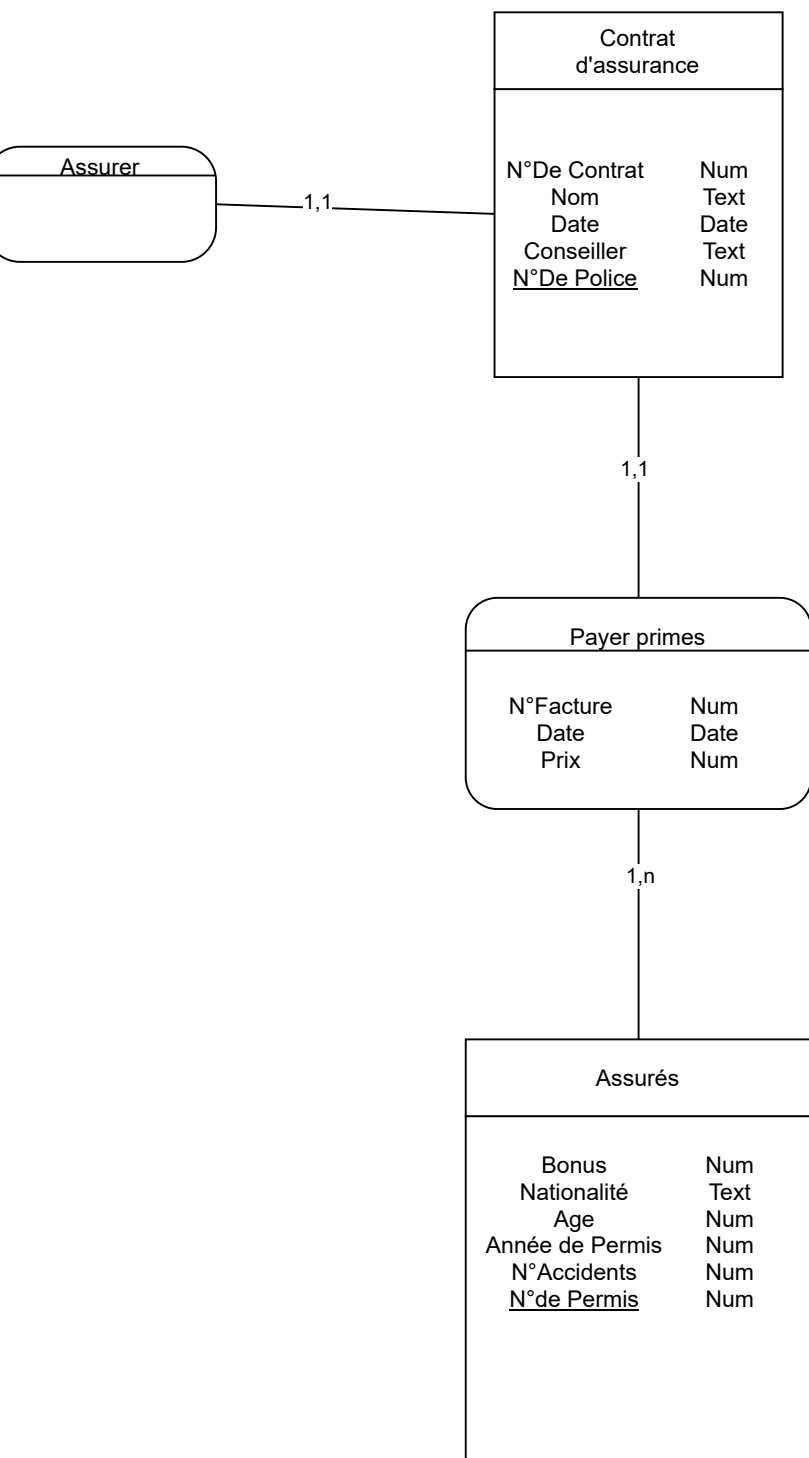 Contrat
d'assurance
Assurer
N°De Contrat Num
Nom Text
Date Date
Conseiller Text
N°De Police Num
1,1
1,1
Payer primes
N°Facture Num
Date Date
Prix Num
1,n
Assurés
Bonus Num
Nationalité Text
Age Num
Année de Permis Num
N°Accidents Num
N°de Permis Num